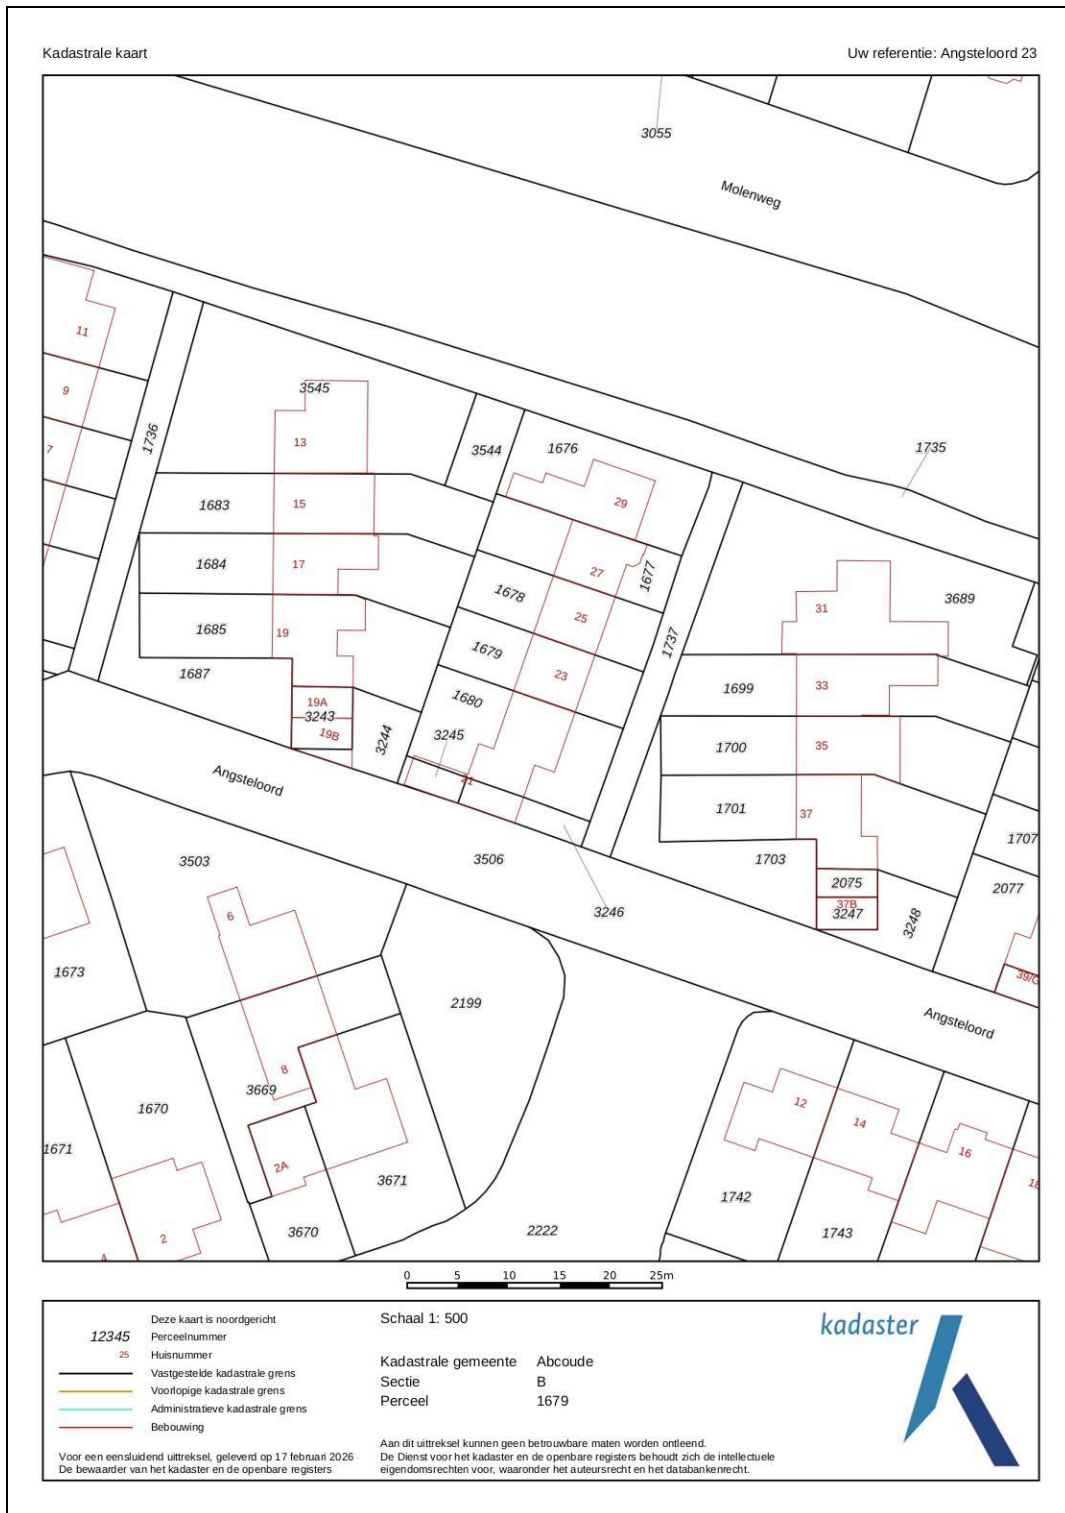 Kadastrale kaart
Uw referentie: Angsteloord 23
3055
Molenweg
11
9
7
1736
3545
13
3544
1676
1735
1683
15
29
1684
17
27
1677
1678
25
31
3689
1685
19
1679
1737
23
1687
1680
1699
33
19A
3243
19B
3244
3245
1700
35
21
Angsteloord
1701
37
3503
3506
1703
1707
2075
2077
37B
3247
3248
3246
6
1673
39/G
2199
Angsteloord
8
3669
12
14
16
1670
1671
2A
3671
1742
18
3670
2222
1743
2
4
0 5 10 15 20 25m
Deze kaart is noordgericht
12345 Perceelnummer
25 Huisnummer
Vastgestelde kadastrale grens
Voorlopige kadastrale grens
Administratieve kadastrale grens
Bebouwing
Voor een eensluidend uittreksel, geleverd op 17 februari 2026
De bewaarder van het kadaster en de openbare registers
Schaal 1: 500
Kadastrale gemeente Abcoude
Sectie B
Perceel 1679
Aan dit uittreksel kunnen geen betrouwbare maten worden ontleend.
De Dienst voor het kadaster en de openbare registers behoudt zich de intellectuele
eigendomsrechten voor, waaronder het auteursrecht en het databankenrecht.
kadaster